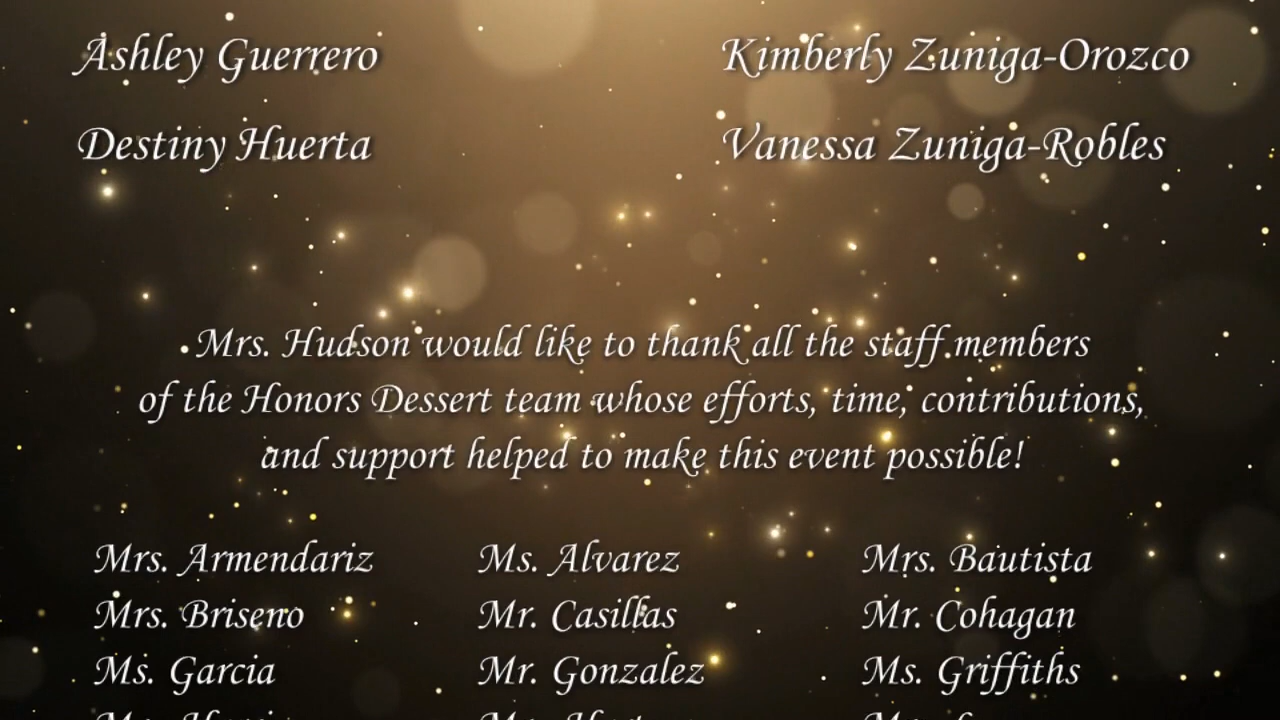 Ashley Guerrero Kimberly Zuniga-Orozco
Destiny Huerta Vanessa Zuniga-Robles
Mrs. Hudson would like to thank all the staff members
of the Honors Dessert team whose efforts, time, contributions,
and support helped to make this event possible!
Mrs. Armendariz Ms. Alvarez Mrs. Bautista
Mrs. Briseno Mr. Casillas Mr. Cohagan
Ms. Garcia Mr. Gonzalez Ms. Griffiths